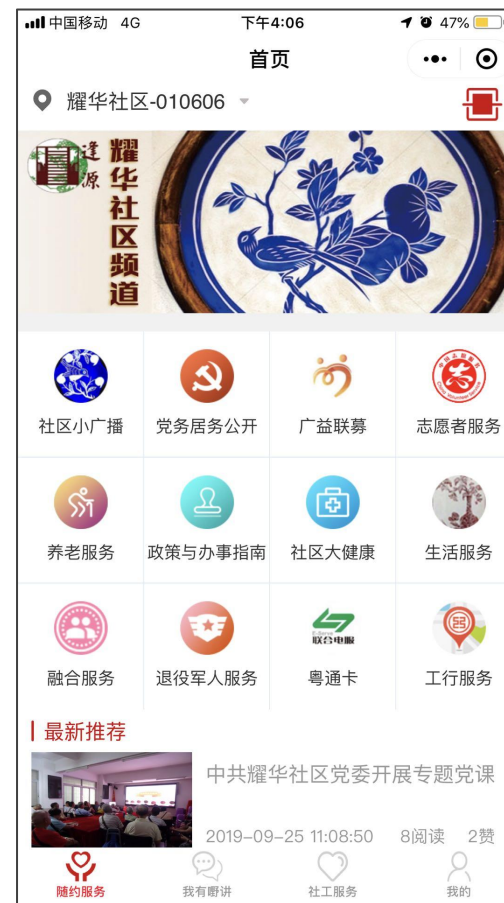 中国移动 4G 下午4:06 47%
首页
耀华社区-010606
逢源
耀华社区频道
社区小广播 党务居务公开 广益联募 志愿者服务
养老服务 政策与办事指南 社区大健康 生活服务
E-Serve
联合电服
融合服务 退役军人服务 粤通卡 工行服务
最新推荐
中共耀华社区党委开展专题党课
2019-09-25 11:08:50 8阅读 2赞
随约服务 我有嘢讲 社工服务 我的